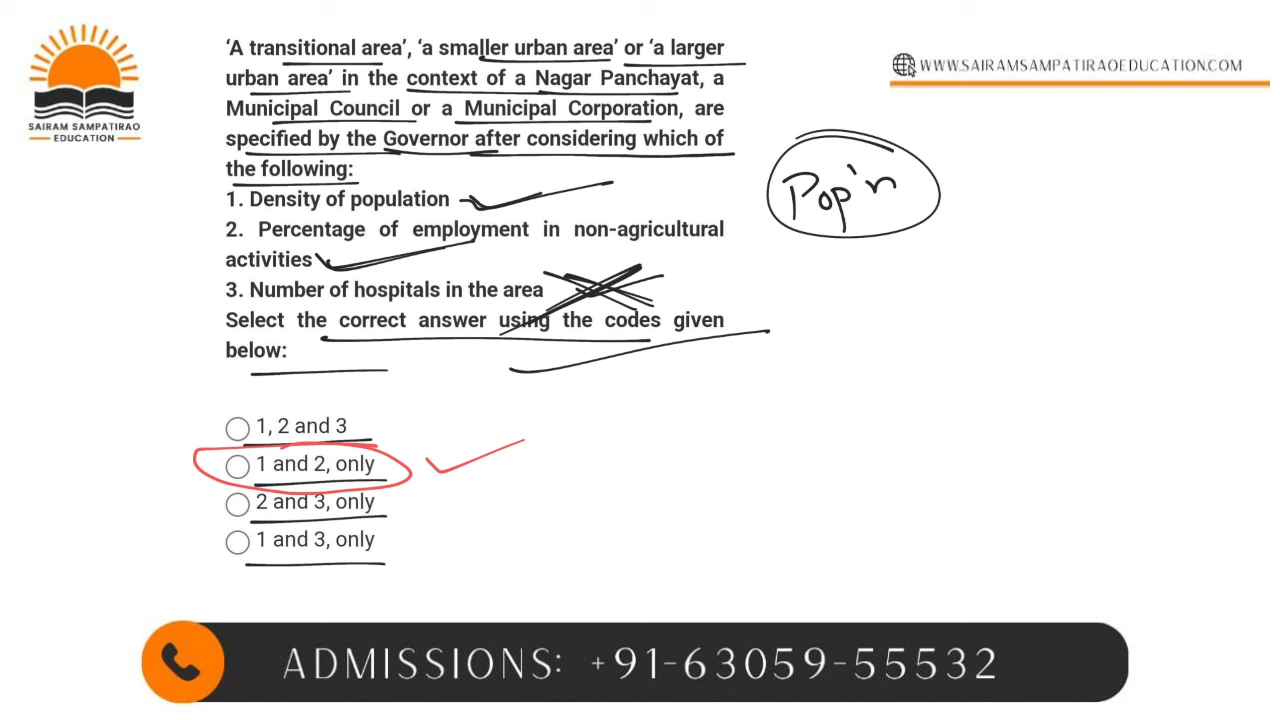 ‘A transitional area’, ‘a smaller urban area’ or ‘a larger
urban area’ in the context of a Nagar Panchayat, a
Municipal Council or a Municipal Corporation, are
specified by the Governor after considering which of
the following:
1. Density of population
2. Percentage of employment in non-agricultural
activities
3. Number of hospitals in the area
Select the correct answer using the codes given
below:
1, 2 and 3
1 and 2, only
2 and 3, only
1 and 3, only
Pop'n
SAIRAM SAMPATIRAO
EDUCATION
WWW.SAIRAMSAMPATIRAOEDUCATION.COM
ADMISSIONS: +91-63059-55532